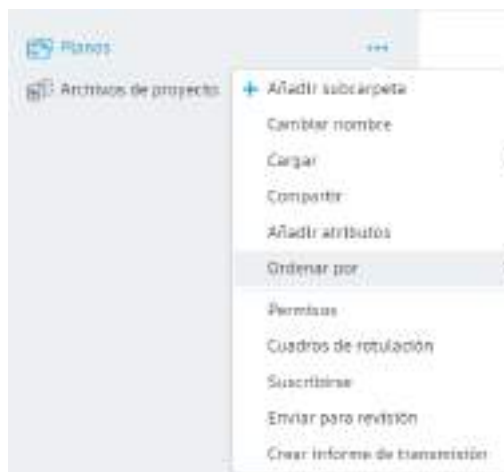 Planos
Archivos de proyecto
Añadir subcarpeta
Cambiar nombre
Cargar
Compartir
Añadir atributos
Ordenar por
Permisos
Cuadros de rotulación
Suscribirse
Enviar para revisión
Crear informe de transmisión